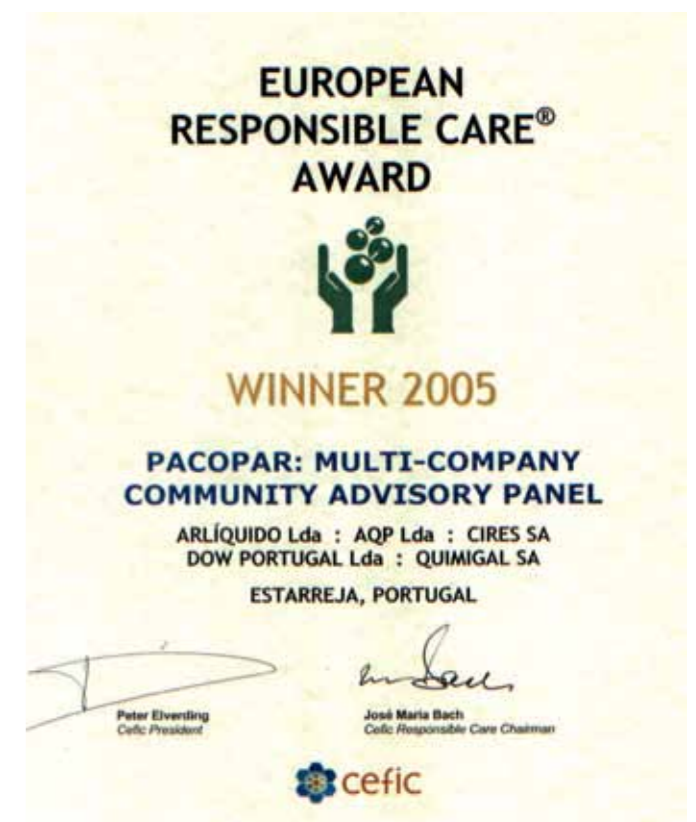 EUROPEAN
RESPONSIBLE CARE®
AWARD
WINNER 2005
PACOPAR: MULTI-COMPANY
COMMUNITY ADVISORY PANEL
ARLÍQUIDO Lda : AQP Lda : CIRES SA
DOW PORTUGAL Lda : QUIMIGAL SA
ESTARREJA, PORTUGAL
Peter Elverding
Cefic President
José Maria Bach
Cefic Responsible Care Chairman
cefic